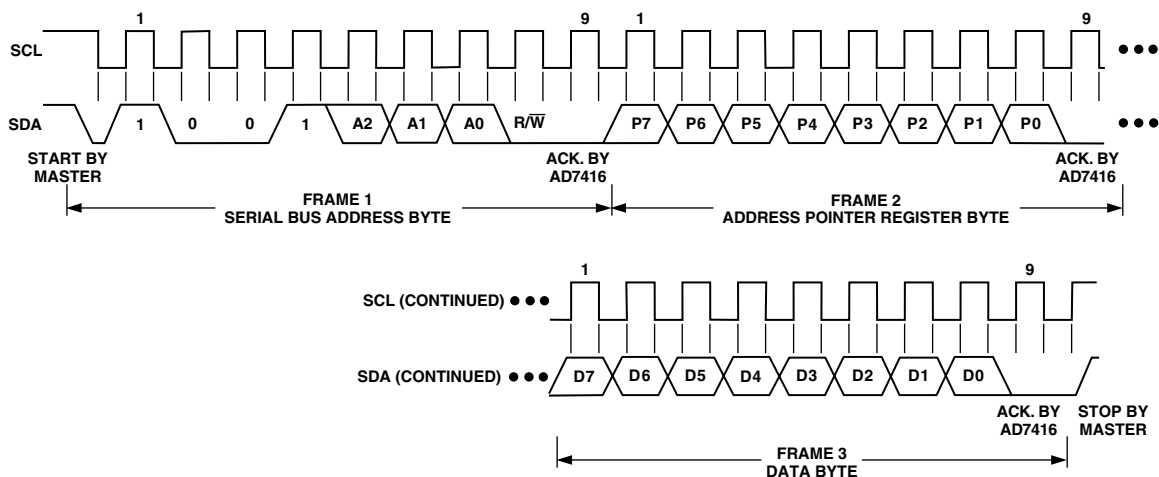 1 9 1 9
SCL
SDA 1 0 0 1 A2 A1 A0 R/W̅ P7 P6 P5 P4 P3 P2 P1 P0
START BY
MASTER
ACK. BY
AD7416
ACK. BY
AD7416
FRAME 1
SERIAL BUS ADDRESS BYTE
FRAME 2
ADDRESS POINTER REGISTER BYTE
1 9
SCL (CONTINUED)
SDA (CONTINUED) D7 D6 D5 D4 D3 D2 D1 D0
ACK. BY
AD7416
STOP BY
MASTER
FRAME 3
DATA BYTE